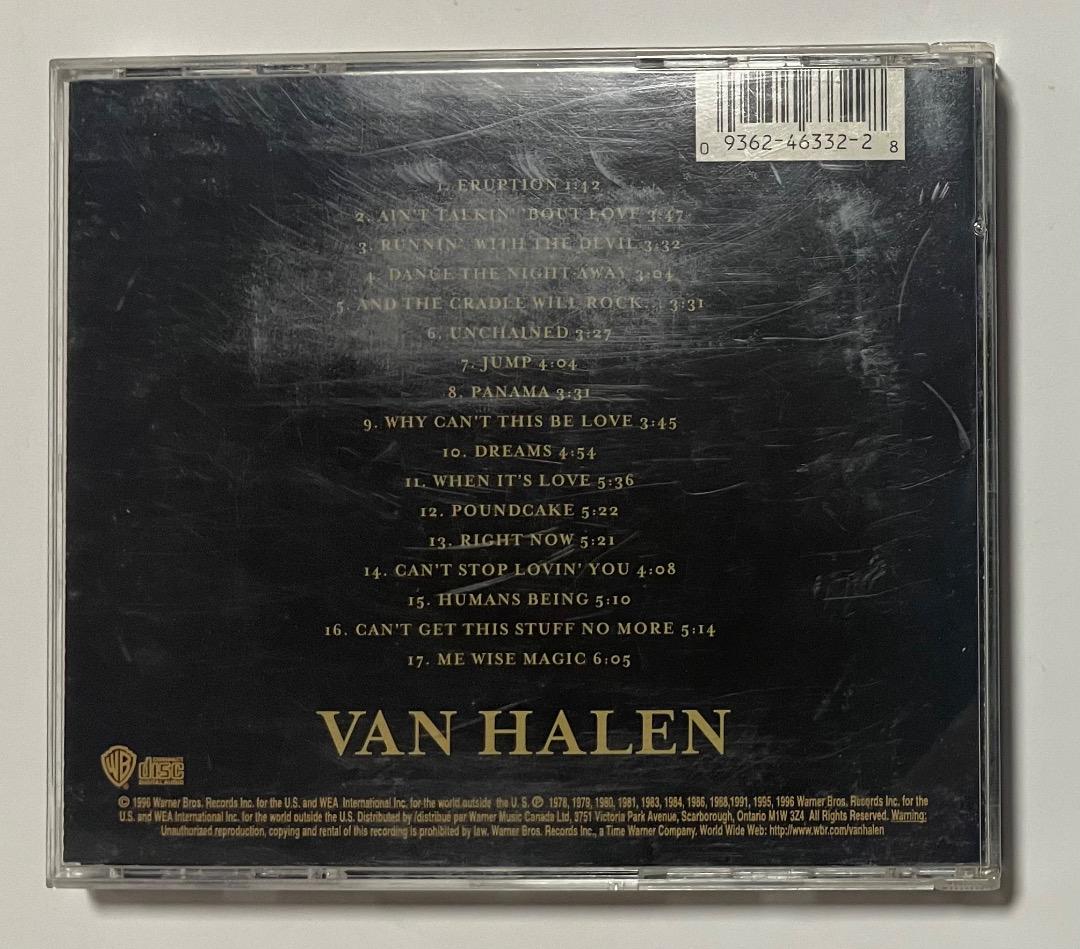 0 9362-46332-2 8
1. ERUPTION 1:42
2. AIN'T TALKIN' 'BOUT LOVE 3:47
3. RUNNIN' WITH THE DEVIL 3:32
4. DANCE THE NIGHT AWAY 3:04
5. AND THE CRADLE WILL ROCK... 3:31
6. UNCHAINED 3:27
7. JUMP 4:04
8. PANAMA 3:31
9. WHY CAN'T THIS BE LOVE 3:45
10. DREAMS 4:54
11. WHEN IT'S LOVE 5:36
12. POUNDCAKE 5:22
13. RIGHT NOW 5:21
14. CAN'T STOP LOVIN' YOU 4:08
15. HUMANS BEING 5:10
16. CAN'T GET THIS STUFF NO MORE 5:14
17. ME WISE MAGIC 6:05
VAN HALEN
WB COMPACT disc DIGITAL AUDIO
© 1996 Warner Bros. Records Inc. for the U.S. and WEA International Inc. for the world outside the U.S. ℗ 1978, 1979, 1980, 1981, 1983, 1984, 1986, 1988,1991, 1995, 1996 Warner Bros. Records Inc. for the
U.S. and WEA International Inc. for the world outside the U.S. Distributed by /distribué per Warner Music Canada Ltd, 3751 Victoria Park Avenue, Scarborough, Ontario M1W 3Z4 All Rights Reserved. Warning:
Unauthorized reproduction, copying and rental of this recording is prohibited by law. Warner Bros. Records Inc., a Time Warner Company. World Wide Web: http://www.wbr.com/vanhalen